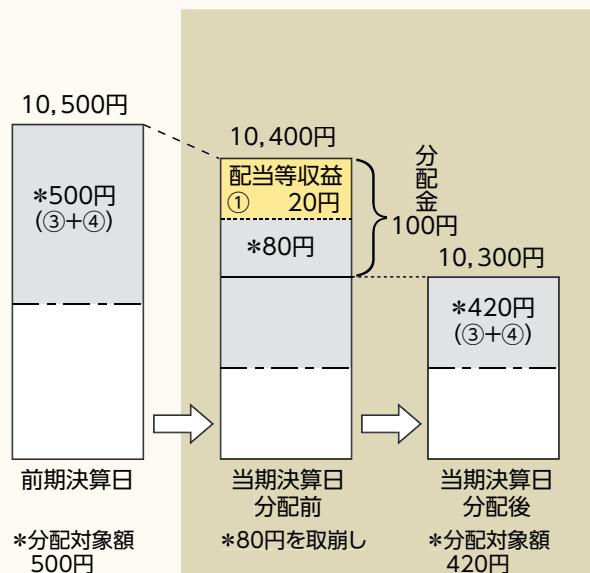 10,500円
*500円
(③+④)
前期決算日
*分配対象額
500円
10,400円
配当等収益
① 20円
*80円
分配金
100円
当期決算日
分配前
*80円を取崩し
10,300円
*420円
(③+④)
当期決算日
分配後
*分配対象額
420円